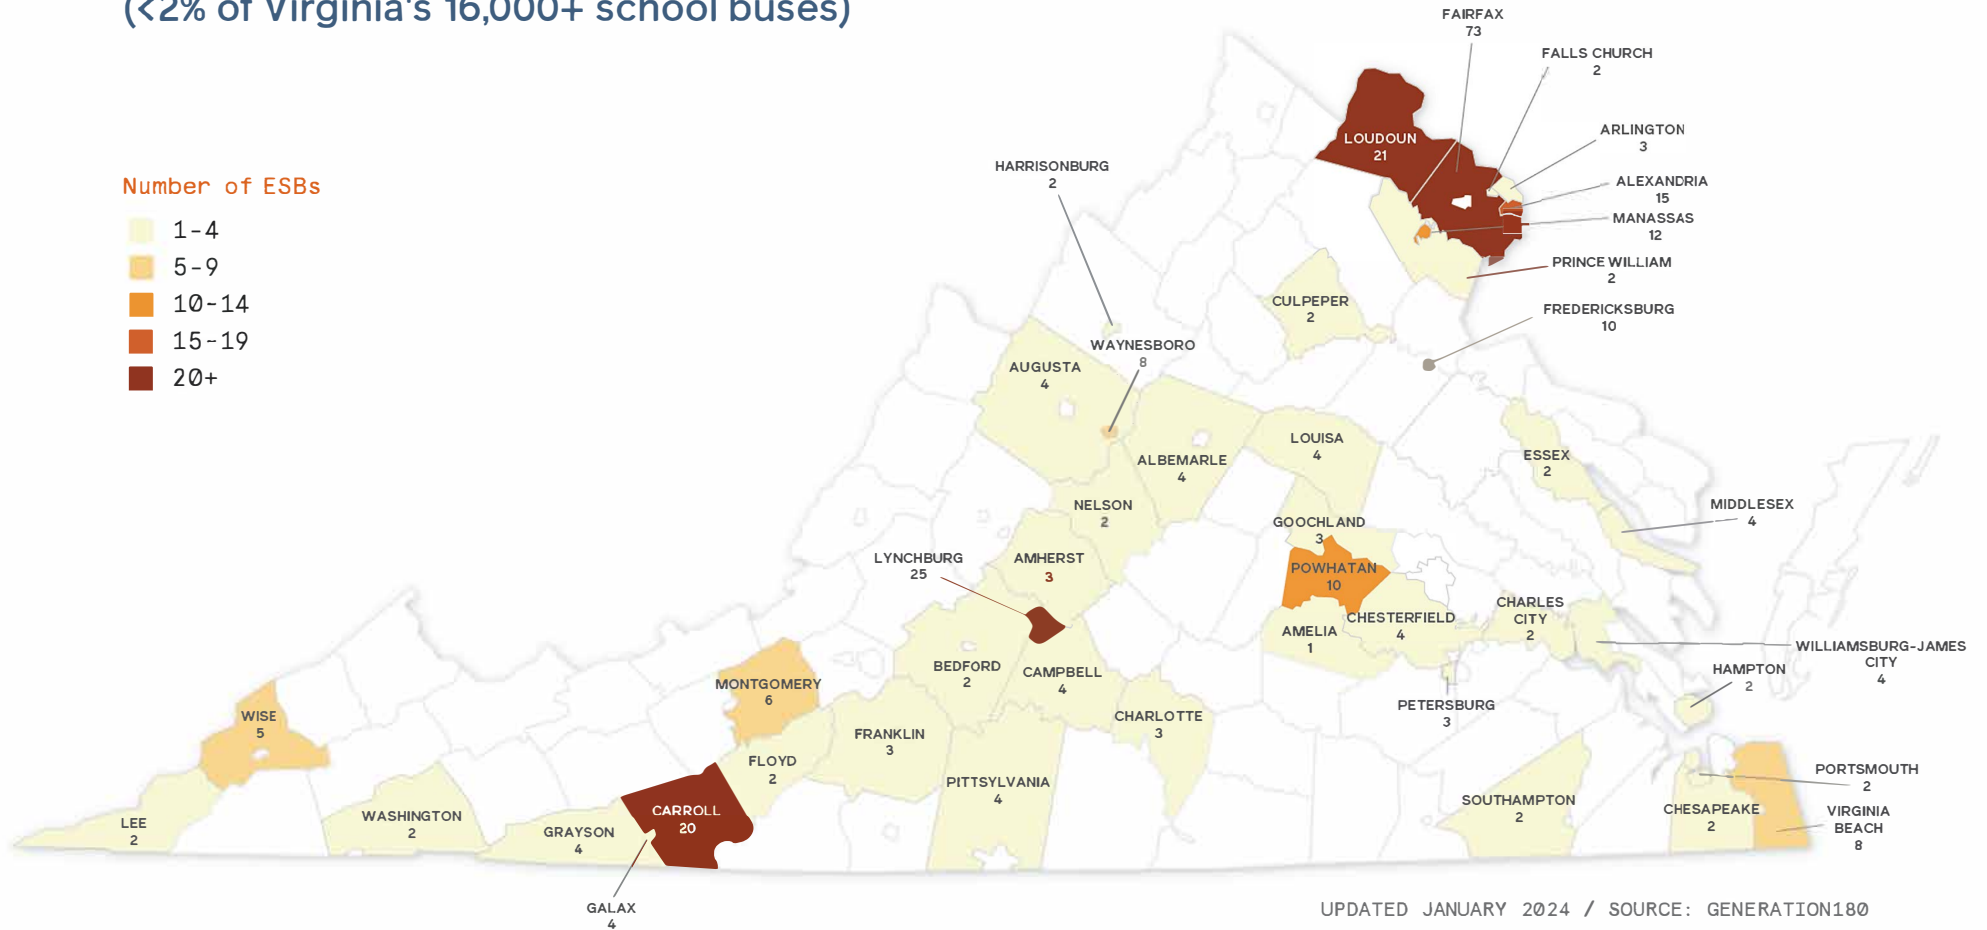 (<2% of Virginia's 16,000+ school buses)
Number of ESBs
1-4
5-9
10-14
15-19
20+
FAIRFAX
73
FALLS CHURCH
2
ARLINGTON
3
LOUDOUN
21
HARRISONBURG
2
ALEXANDRIA
15
MANASSAS
12
PRINCE WILLIAM
2
CULPEPER
2
FREDERICKSBURG
10
WAYNESBORO
8
AUGUSTA
4
LOUISA
4
ALBEMARLE
4
ESSEX
2
NELSON
2
MIDDLESEX
4
GOOCHLAND
3
LYNCHBURG
25
AMHERST
3
POWHATAN
10
CHARLES
CITY
2
CHESTERFIELD
4
AMELIA
1
WILLIAMSBURG-JAMES
CITY
4
BEDFORD
2
CAMPBELL
4
HAMPTON
2
MONTGOMERY
6
PETERSBURG
3
WISE
5
CHARLOTTE
3
FRANKLIN
3
FLOYD
2
PITTSYLVANIA
4
PORTSMOUTH
2
SOUTHAMPTON
2
CHESAPEAKE
2
VIRGINIA
BEACH
8
CARROLL
20
WASHINGTON
2
LEE
2
GRAYSON
4
GALAX
4
UPDATED JANUARY 2024 / SOURCE: GENERATION180